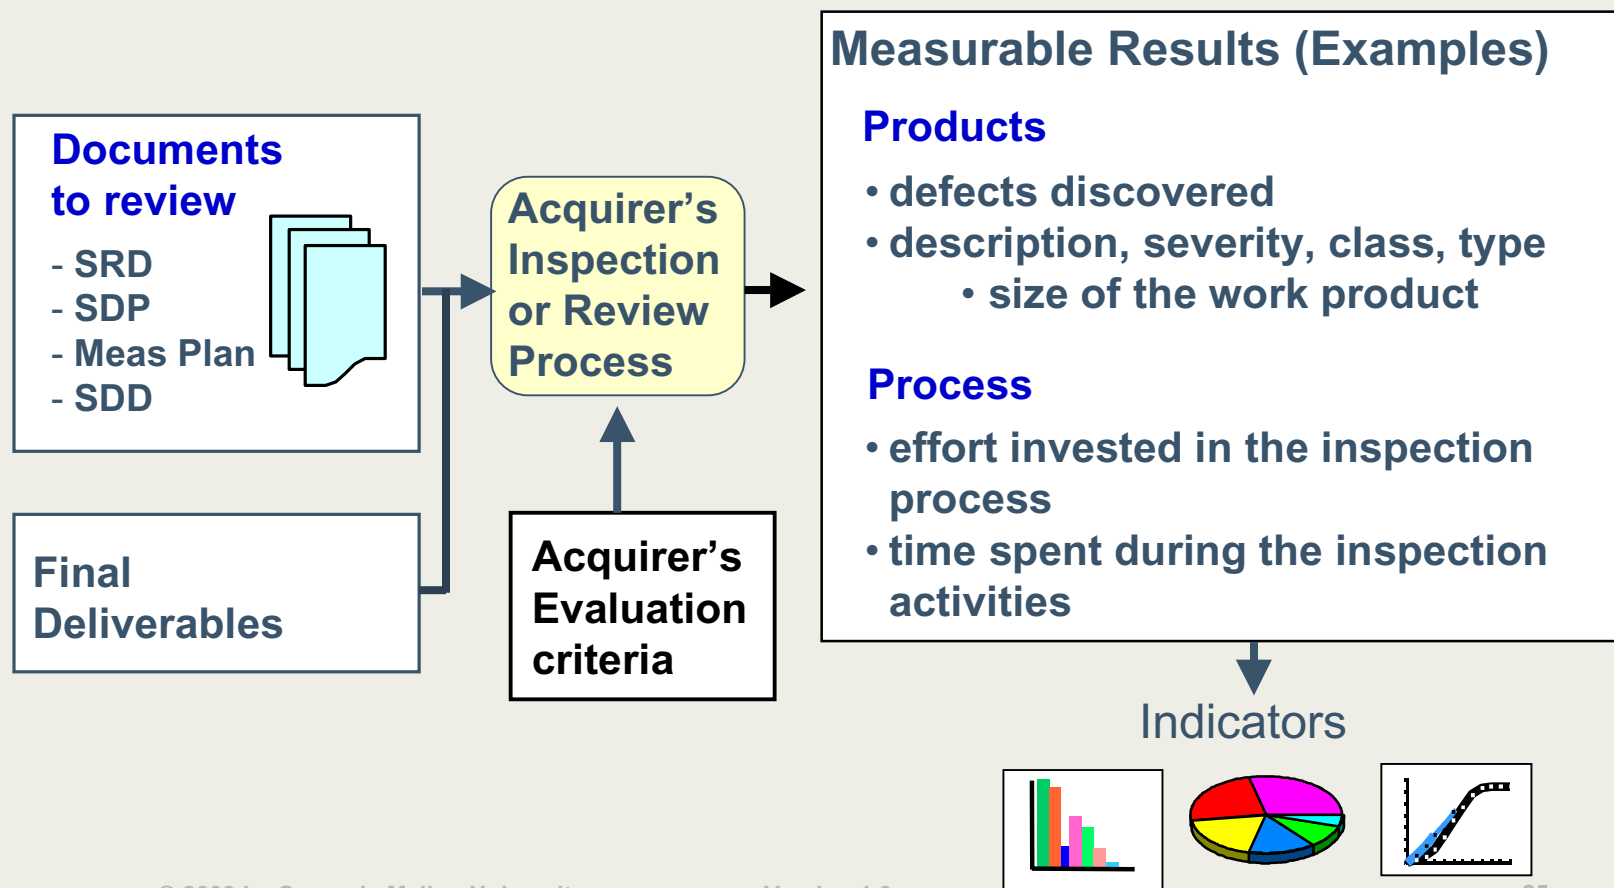 Measurable Results (Examples)
Documents
to review
- SRD
- SDP
- Meas Plan
- SDD
Final
Deliverables
Acquirer's
Inspection
or Review
Process
Acquirer's
Evaluation
criteria
Products
• defects discovered
• description, severity, class, type
• size of the work product
Process
• effort invested in the inspection
process
• time spent during the inspection
activities
Indicators